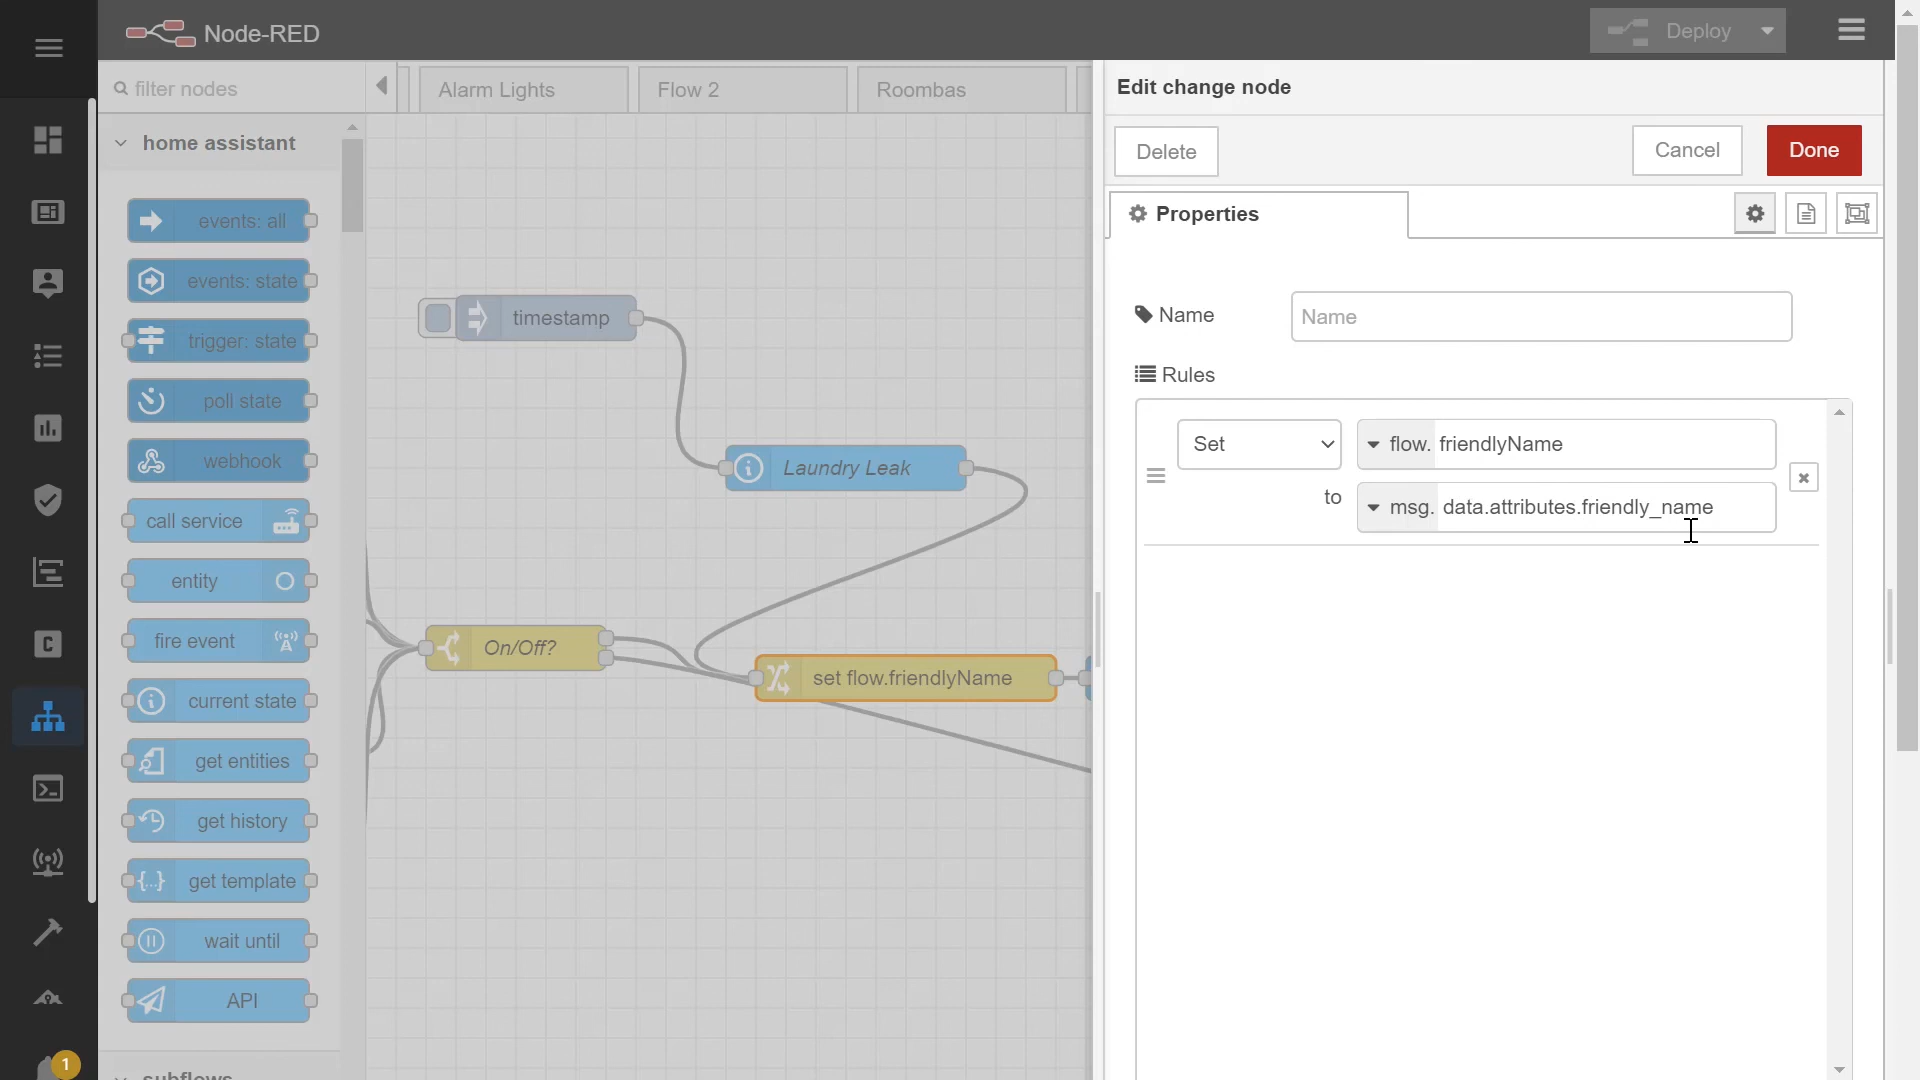 Node-RED
Deploy
filter nodes
Alarm Lights
Flow 2
Roombas
Edit change node
home assistant
Delete
Cancel
Done
Properties
events: all
events: state
trigger: state
poll state
webhook
call service
entity
fire event
current state
get entities
get history
get template
wait until
API
subflows
timestamp
Laundry Leak
On/Off?
set flow.friendlyName
Name
Name
Rules
Set
flow. friendlyName
to
msg. data.attributes.friendly_name
C
1